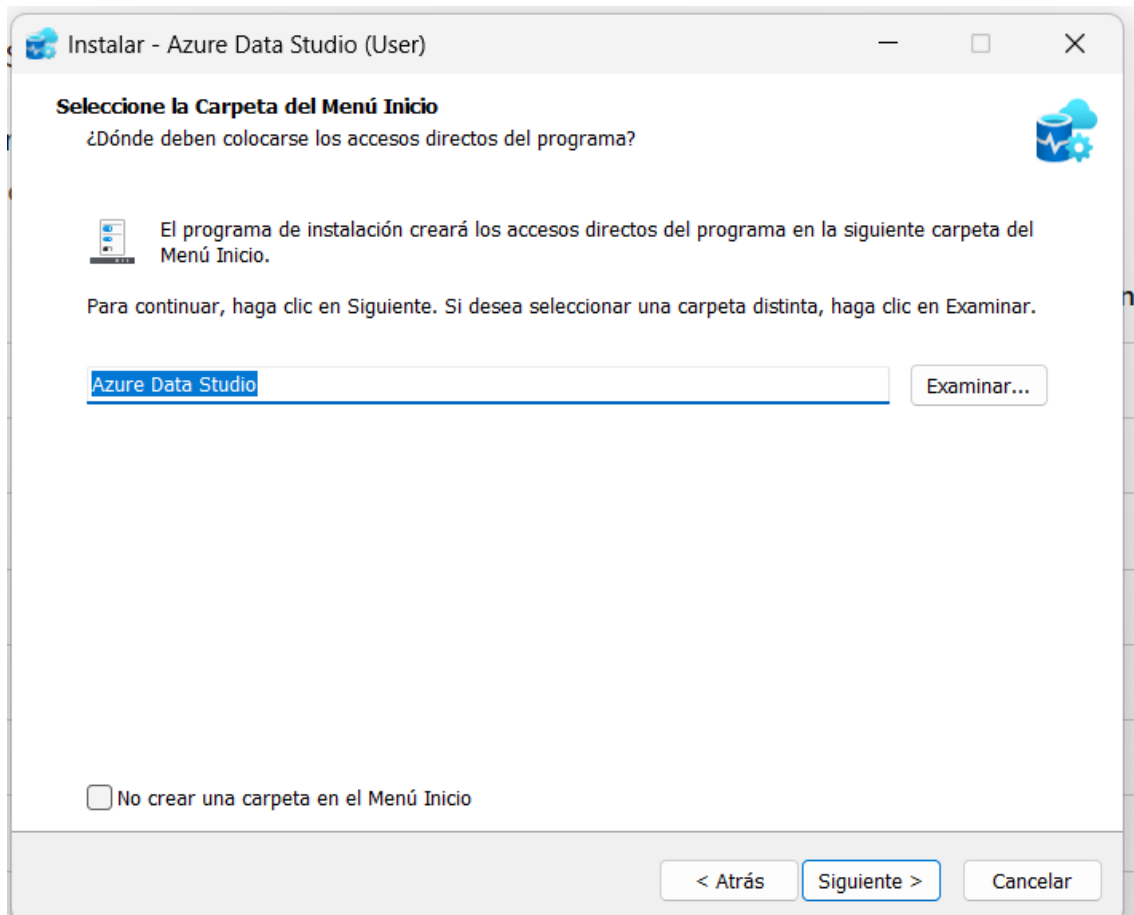 Instalar - Azure Data Studio (User)
Seleccione la Carpeta del Menú Inicio
¿Dónde deben colocarse los accesos directos del programa?
El programa de instalación creará los accesos directos del programa en la siguiente carpeta del
Menú Inicio.
Para continuar, haga clic en Siguiente. Si desea seleccionar una carpeta distinta, haga clic en Examinar.
Azure Data Studio
Examinar...
No crear una carpeta en el Menú Inicio
< Atrás
Siguiente >
Cancelar